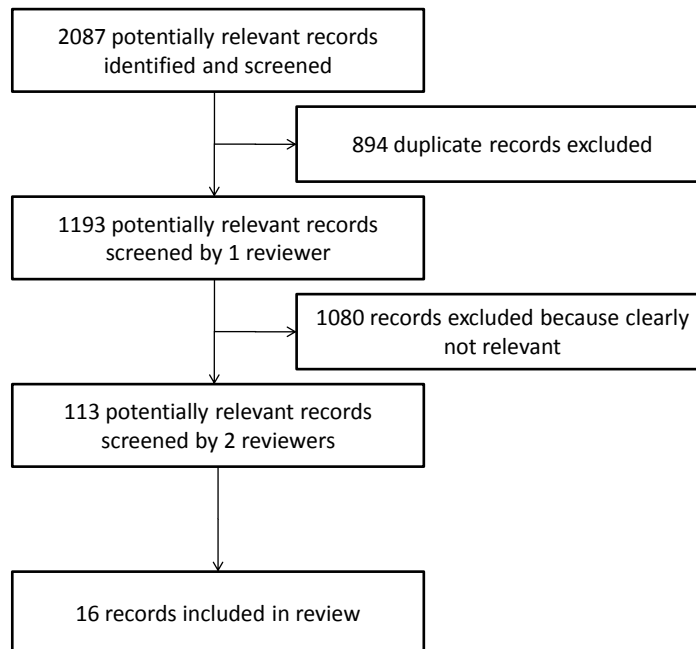 2087 potentially relevant records
identified and screened
894 duplicate records excluded
1193 potentially relevant records
screened by 1 reviewer
1080 records excluded because clearly
not relevant
113 potentially relevant records
screened by 2 reviewers
16 records included in review